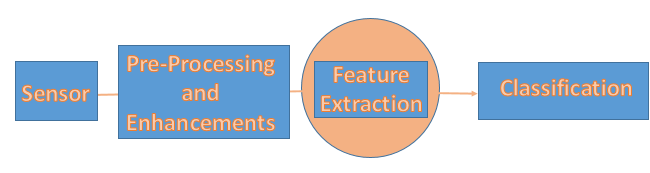 Sensor
Pre-Processing
and
Enhancements
Feature
Extraction
Classification